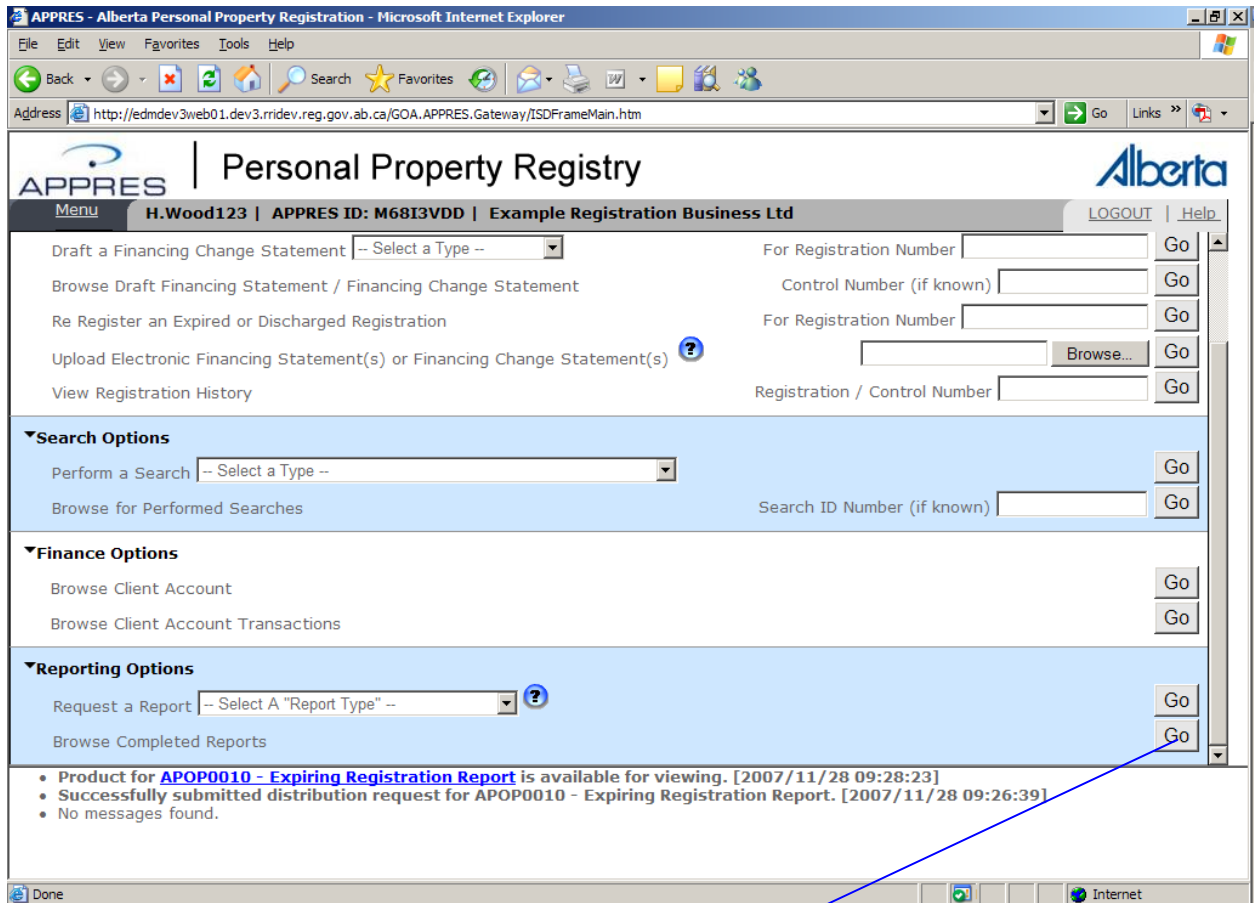 APPRES - Alberta Personal Property Registration - Microsoft Internet Explorer
File Edit View Favorites Tools Help
Back Search Favorites
Address http://edmdev3web01.dev3.rridev.reg.gov.ab.ca/GOA.APPRES.Gateway/ISDFrameMain.htm Go Links »
APPRES Personal Property Registry Alberta
Menu H.Wood123 | APPRES ID: M68I3VDD | Example Registration Business Ltd LOGOUT | Help
Draft a Financing Change Statement -- Select a Type -- For Registration Number Go
Browse Draft Financing Statement / Financing Change Statement Control Number (if known) Go
Re Register an Expired or Discharged Registration For Registration Number Go
Upload Electronic Financing Statement(s) or Financing Change Statement(s) ? Browse... Go
View Registration History Registration / Control Number Go
Search Options
Perform a Search -- Select a Type -- Go
Browse for Performed Searches Search ID Number (if known) Go
Finance Options
Browse Client Account Go
Browse Client Account Transactions Go
Reporting Options
Request a Report -- Select A "Report Type" -- ? Go
Browse Completed Reports Go
• Product for APOP0010 - Expiring Registration Report is available for viewing. [2007/11/28 09:28:23]
• Successfully submitted distribution request for APOP0010 - Expiring Registration Report. [2007/11/28 09:26:39]
• No messages found.
Done Internet